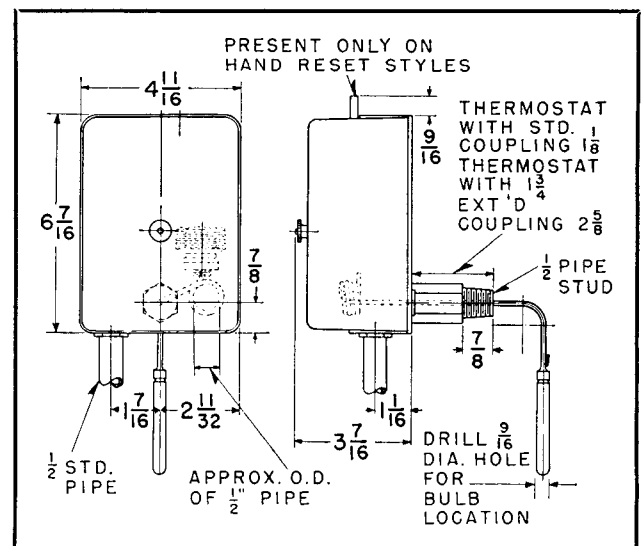 PRESENT ONLY ON
HAND RESET STYLES
4 11/16
9/16
THERMOSTAT
WITH STD. 
COUPLING 1 1/8
THERMOSTAT
WITH 1 3/4
EXT'D
COUPLING 2 5/8
6 7/16
7/8
1/2 PIPE
STUD
7/8
1 7/16
2 11/32
1 1/16
3 7/16
1/2 STD.
PIPE
APPROX. O.D.
OF 1/2" PIPE
DRILL 9/16
DIA. HOLE
FOR
BULB
LOCATION